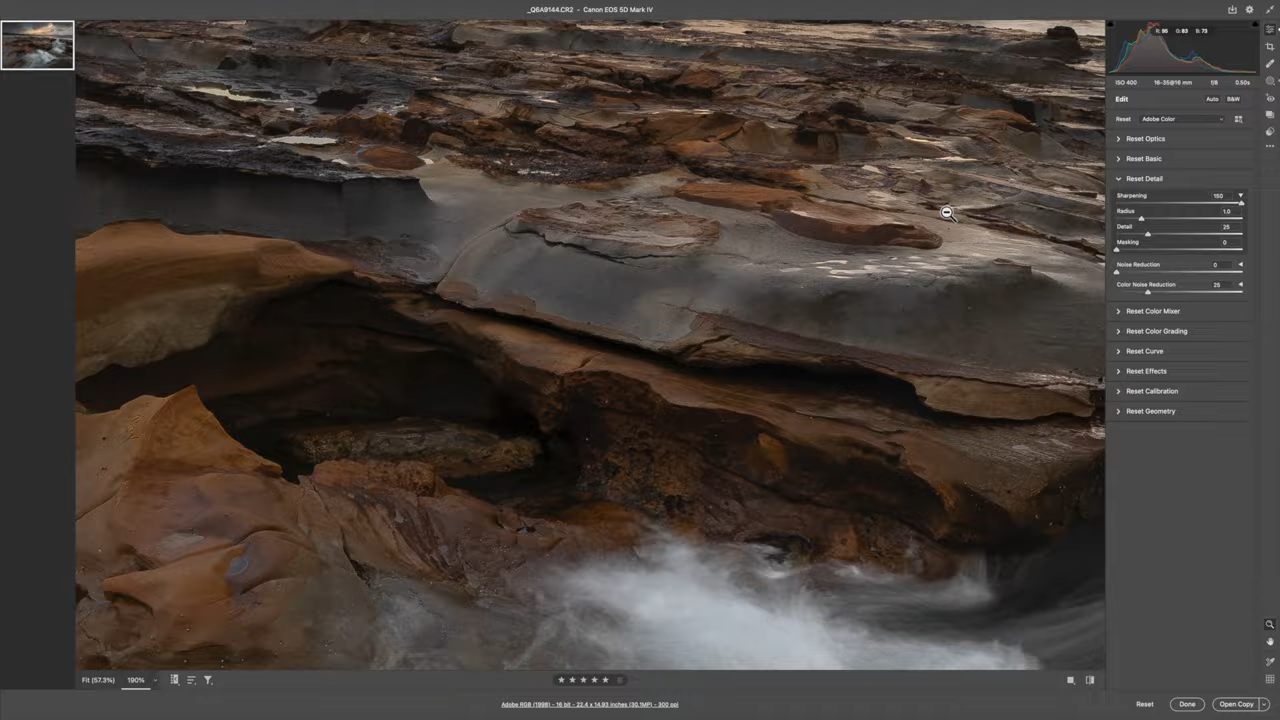 _Q6A9144.CR2 - Canon EOS 5D Mark IV
R: 95 G: 83 B: 73
ISO 400 16-35@16 mm f/8 0.50s
Edit Auto B&W
Reset Adobe Color
Reset Optics
Reset Basic
Reset Detail
Sharpening 150
Radius 1.0
Detail 25
Masking 0
Noise Reduction 0
Color Noise Reduction 25
Reset Color Mixer
Reset Color Grading
Reset Curve
Reset Effects
Reset Calibration
Reset Geometry
Fit (57.3%) 190%
Adobe RGB (1998) - 16 bit - 22.4 x 14.93 inches (30.1MP) - 300 ppi
Reset Done Open Copy